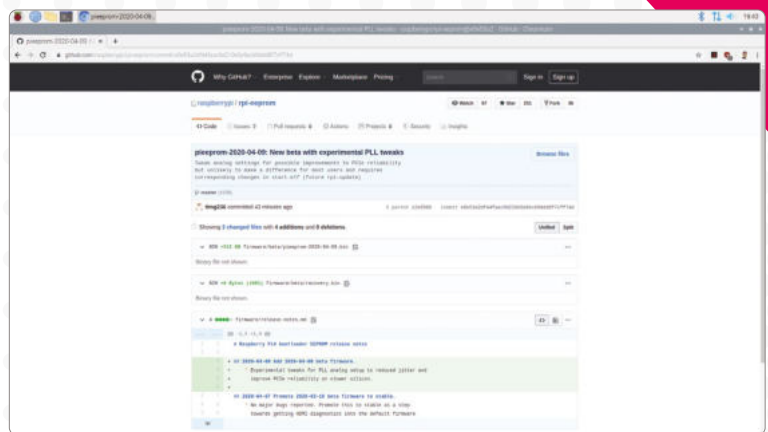 pieeprom-2020-04-09.
19:42
pieeprom-2020-04-09: New beta with experimental PLL tweaks
Why GitHub? Enterprise Explore Marketplace Pricing Search Sign in Sign up
raspberrypi / rpi-eeprom
Watch Star Fork
Code Issues Pull requests Actions Projects Security Insights
pieeprom-2020-04-09: New beta with experimental PLL tweaks
Browse files
Tweak analog settings for possible improvements to PCIe reliability
but unlikely to make a difference for most users and requires
corresponding changes in start.elf (future rpi-update)
master
timg236 committed 43 minutes ago
1 parent commit
Showing 3 changed files with 4 additions and 0 deletions.
Unified Split
BIN +512 KB firmware/beta/pieeprom-2020-04-09.bin
Binary file not shown.
BIN firmware/beta/recovery.bin
Binary file not shown.
4 firmware/release-notes.md
# Raspberry Pi4 bootloader EEPROM release notes
+ ## 2020-04-09 Add 2020-04-09 beta firmware.
+ * Experimental tweaks for PLL analog setup to reduced jitter and
+ improve PCIe reliability on slower silicon.
+
## 2020-04-07 Promote 2020-03-19 beta firmware to stable.
* No major bugs reported. Promote this to stable as a step
towards getting HDMI diagnostics into the default firmware